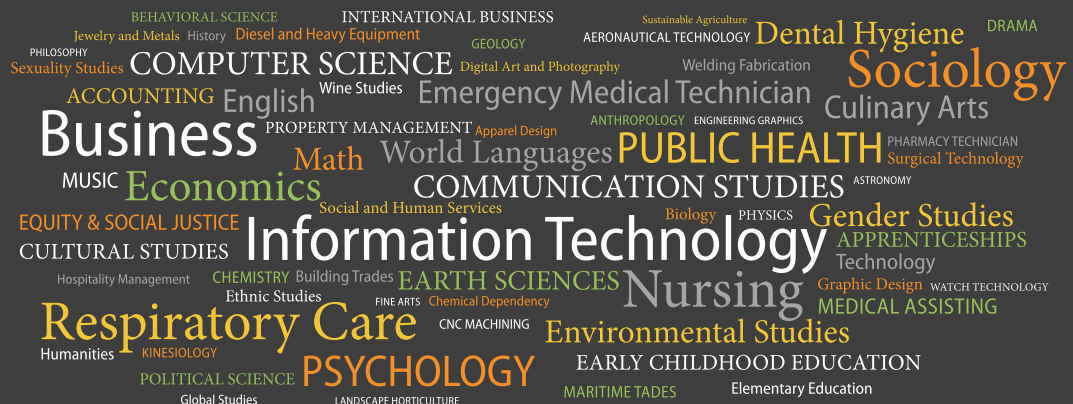 BEHAVIORAL SCIENCE
INTERNATIONAL BUSINESS
Sustainable Agriculture
DRAMA
Jewelry and Metals
History
Diesel and Heavy Equipment
GEOLOGY
AERONAUTICAL TECHNOLOGY
Dental Hygiene
PHILOSOPHY
Sexuality Studies
COMPUTER SCIENCE
Digital Art and Photography
Welding Fabrication
Sociology
ACCOUNTING
English
Wine Studies
Emergency Medical Technician
Culinary Arts
Business
PROPERTY MANAGEMENT
Apparel Design
ANTHROPOLOGY
ENGINEERING GRAPHICS
Math
World Languages
PUBLIC HEALTH
PHARMACY TECHNICIAN
Surgical Technology
MUSIC
Economics
COMMUNICATION STUDIES
ASTRONOMY
EQUITY & SOCIAL JUSTICE
Social and Human Services
Biology
PHYSICS
Gender Studies
CULTURAL STUDIES
Information Technology
APPRENTICESHIPS
Technology
Hospitality Management
CHEMISTRY
Building Trades
EARTH SCIENCES
Nursing
Graphic Design
WATCH TECHNOLOGY
Ethnic Studies
FINE ARTS
Chemical Dependency
MEDICAL ASSISTING
Respiratory Care
CNC MACHINING
Environmental Studies
Humanities
KINESIOLOGY
EARLY CHILDHOOD EDUCATION
POLITICAL SCIENCE
PSYCHOLOGY
MARITIME TADES
Elementary Education
Global Studies
LANDSCAPE HORTICULTURE